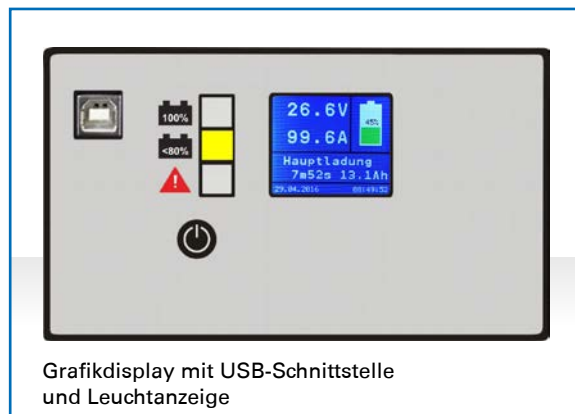 100%
<80%
26.6V
45%
99.6A
Hauptladung
7m52s 13.1Ah
29.04.2016 08:49:52
Grafikdisplay mit USB-Schnittstelle
und Leuchtanzeige